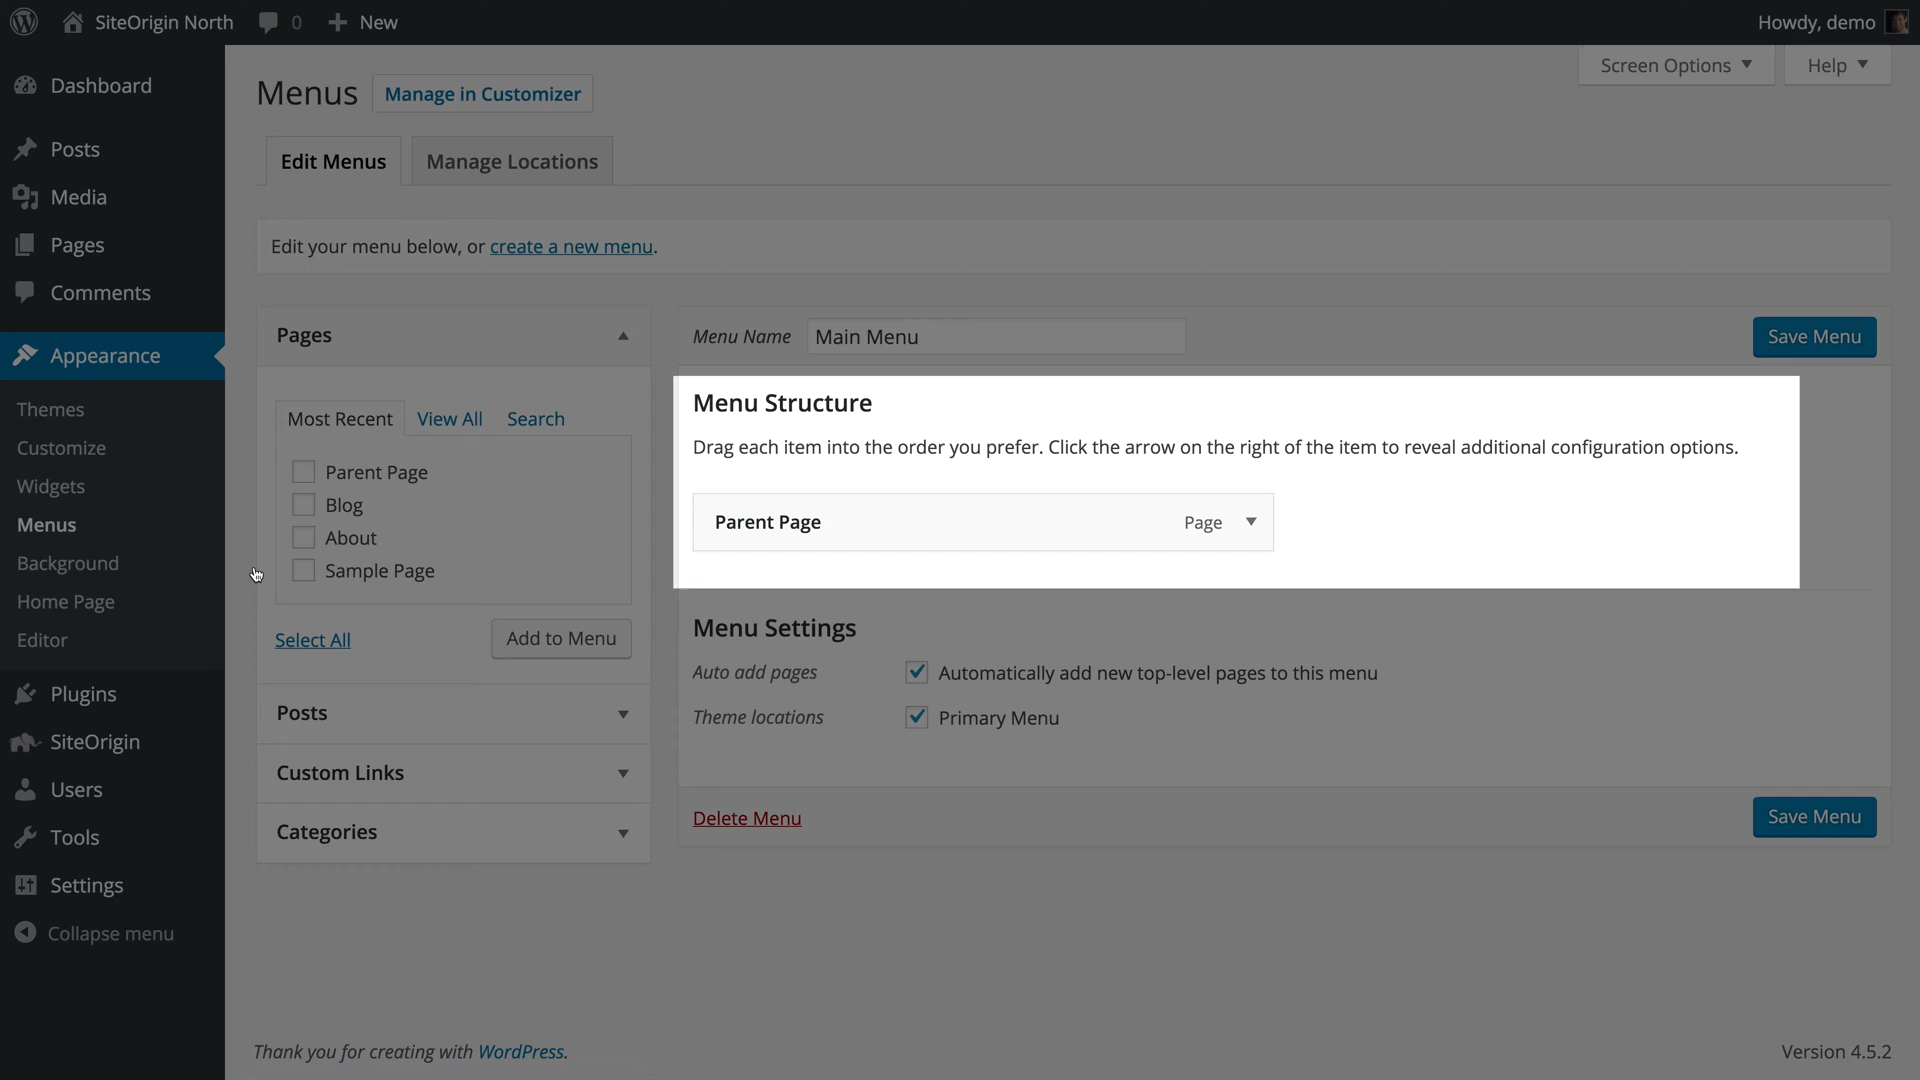 SiteOrigin North 0 New Howdy, demo
Dashboard
Posts
Media
Pages
Comments
Appearance
Themes
Customize
Widgets
Menus
Background
Home Page
Editor
Plugins
SiteOrigin
Users
Tools
Settings
Collapse menu
Screen Options Help
Menus Manage in Customizer
Edit Menus Manage Locations
Edit your menu below, or create a new menu.
Pages
Most Recent View All Search
Parent Page
Blog
About
Sample Page
Select All Add to Menu
Posts
Custom Links
Categories
Menu Name Main Menu Save Menu
Menu Structure
Drag each item into the order you prefer. Click the arrow on the right of the item to reveal additional configuration options.
Parent Page Page
Menu Settings
Auto add pages Automatically add new top-level pages to this menu
Theme locations Primary Menu
Delete Menu Save Menu
Thank you for creating with WordPress. Version 4.5.2